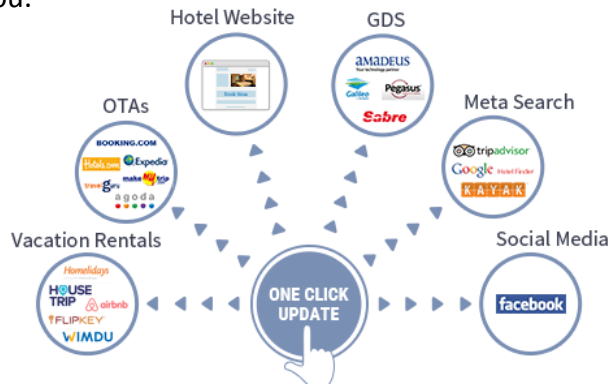 ou.
Hotel Website
GDS
Book Now
amadeus
Your technology partner
Galileo
Pegasus
Sabre
OTAs
BOOKING.COM
Hotels.com
Expedia
travelguru
make my trip
agoda
Meta Search
tripadvisor
Google Hotel Finder
KAYAK
Vacation Rentals
Homelidays
HOUSE
TRIP
airbnb
FLIPKEY
WIMDU
ONE CLICK
UPDATE
Social Media
facebook